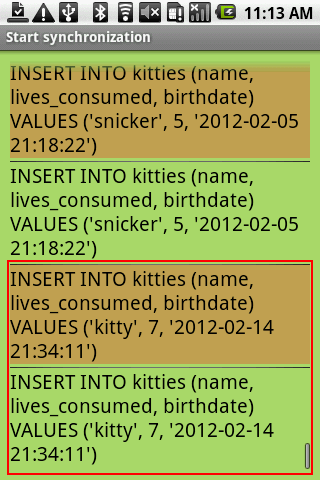 11:13 AM
Start synchronization
INSERT INTO kitties (name,
lives_consumed, birthdate)
VALUES ('snicker', 5, '2012-02-05
21:18:22')
INSERT INTO kitties (name,
lives_consumed, birthdate)
VALUES ('snicker', 5, '2012-02-05
21:18:22')
INSERT INTO kitties (name,
lives_consumed, birthdate)
VALUES ('kitty', 7, '2012-02-14
21:34:11')
INSERT INTO kitties (name,
lives_consumed, birthdate)
VALUES ('kitty', 7, '2012-02-14
21:34:11')